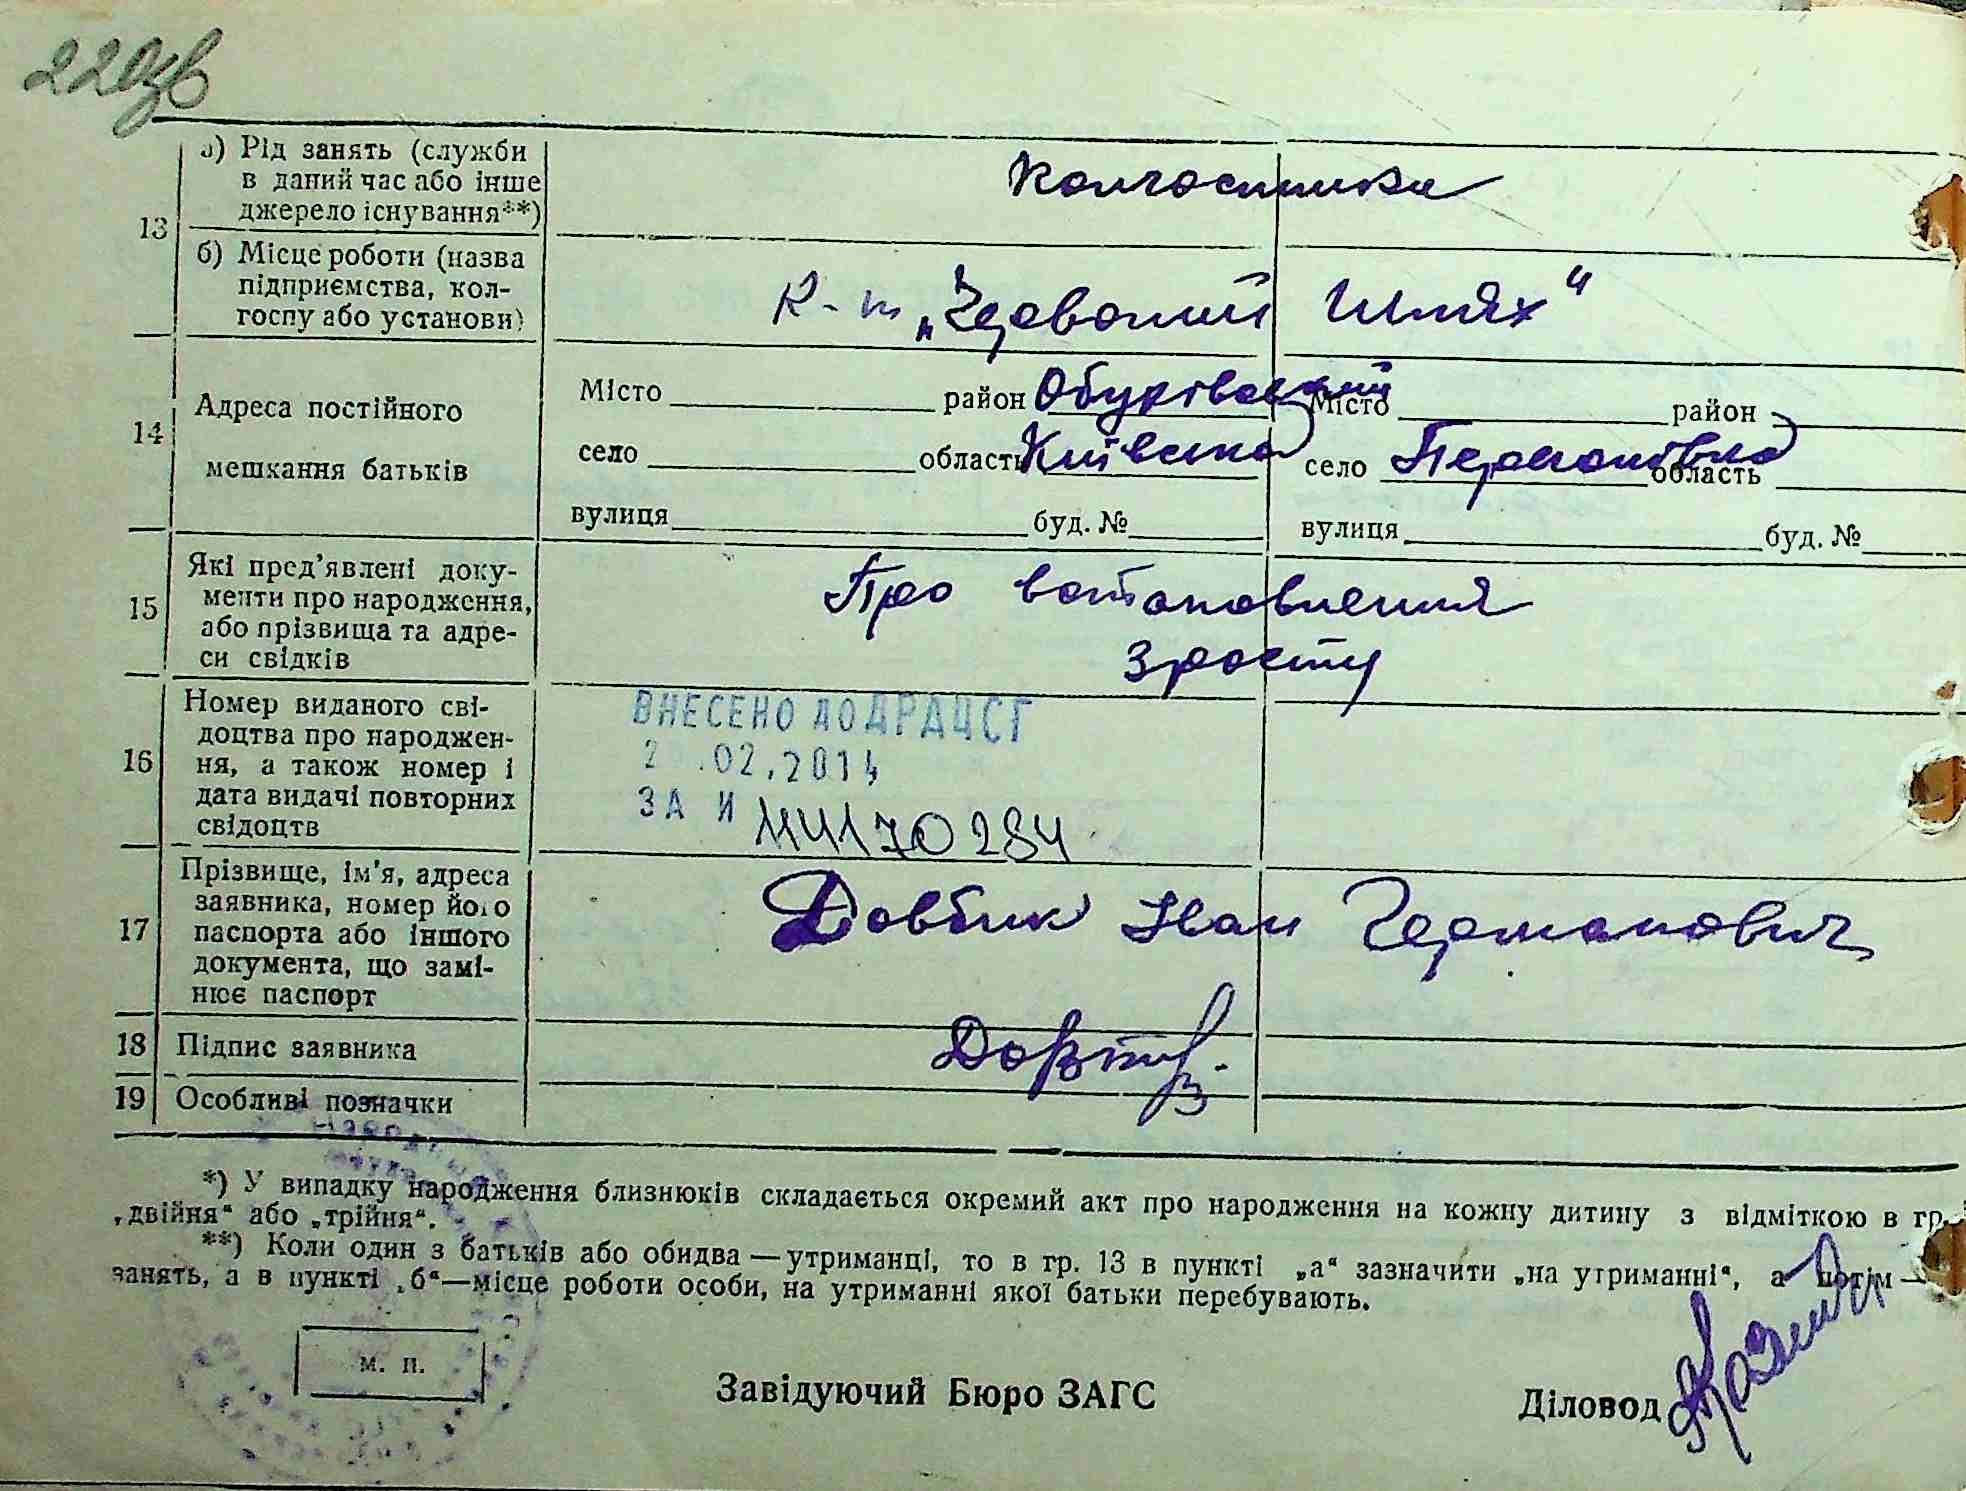 220зв
13
а) Рід занять (служби
в даний час або інше
джерело існування**)
Колгоспники
б) Місце роботи (назва
підприємства, кол-
госпу або установи)
К-т „Червоний Шлях“
14
Адреса постійного
мешкання батьків
Місто район Обухівський Місто район
село область Київська село Перегонівка область
вулиця буд. № вулиця буд. №
15
Які пред'явлені доку-
менти про народження,
або прізвища та адре-
си свідків
Про встановлення
зросту
16
Номер виданого сві-
доцтва про народжен-
ня, а також номер і
дата видачі повторних
свідоцтв
ВНЕСЕНО ДО ДРАЦСГ
.02.2014
ЗА И
17
Прізвище, ім'я, адреса
заявника, номер його
паспорта або іншого
документа, що замі-
нює паспорт
Довбик Іван Германович
18
Підпис заявника
19
Особливі позначки
*) У випадку народження близнюків складається окремий акт про народження на кожну дитину з відміткою в гр.
„двійня“ або „трійня“.
**) Коли один з батьків або обидва — утриманці, то в гр. 13 в пункті „а“ зазначити „на утриманні“, а потім —
занять, а в пункті „б“—місце роботи особи, на утриманні якої батьки перебувають.
м. п.
Завідуючий Бюро ЗАГС
Діловод